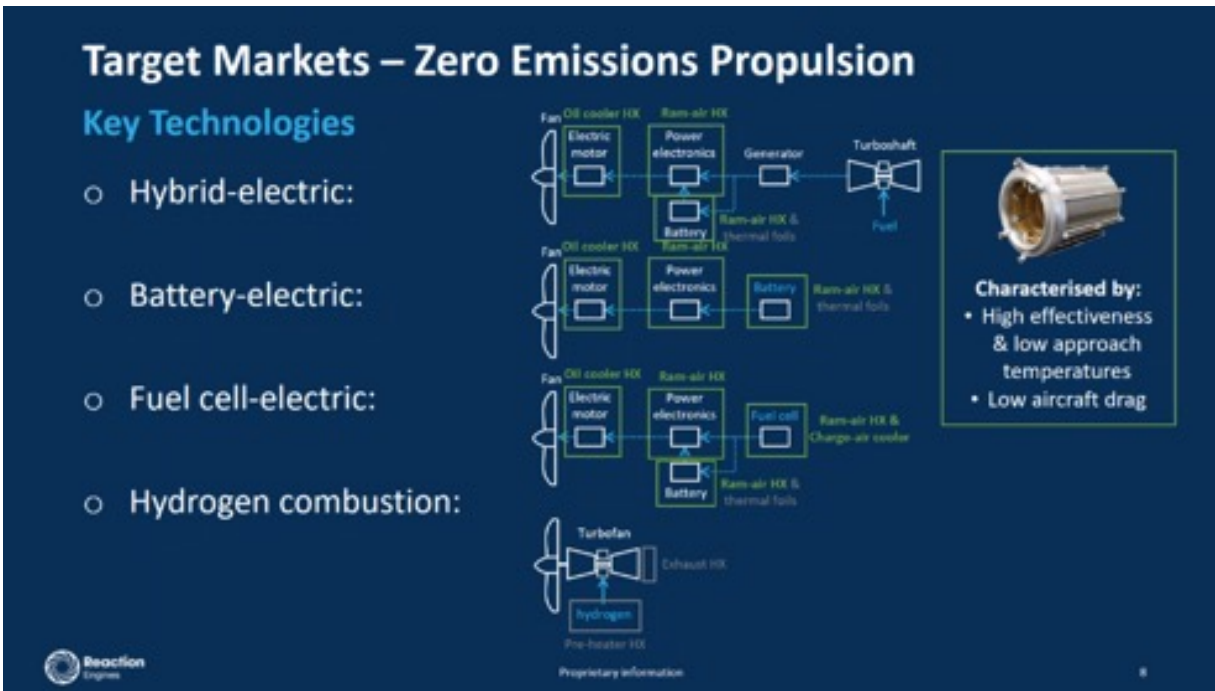 Target Markets – Zero Emissions Propulsion
Key Technologies
o Hybrid-electric:
Fan
Oil cooler HX
Ram-air HX
Electric
motor
Power
electronics
Generator
Turboshaft
Battery
Ram-air HX &
thermal foils
Fuel
o Battery-electric:
Fan
Oil cooler HX
Ram-air HX
Electric
motor
Power
electronics
Battery
Ram-air HX &
thermal foils
o Fuel cell-electric:
Fan
Oil cooler HX
Ram-air HX
Electric
motor
Power
electronics
Fuel cell
Ram-air HX &
Charge-air cooler
Battery
Ram-air HX &
thermal foils
o Hydrogen combustion:
Turbofan
Exhaust HX
hydrogen
Pre-heater HX
Characterised by:
• High effectiveness
& low approach
temperatures
• Low aircraft drag
Reaction
Engines
Proprietary information
8